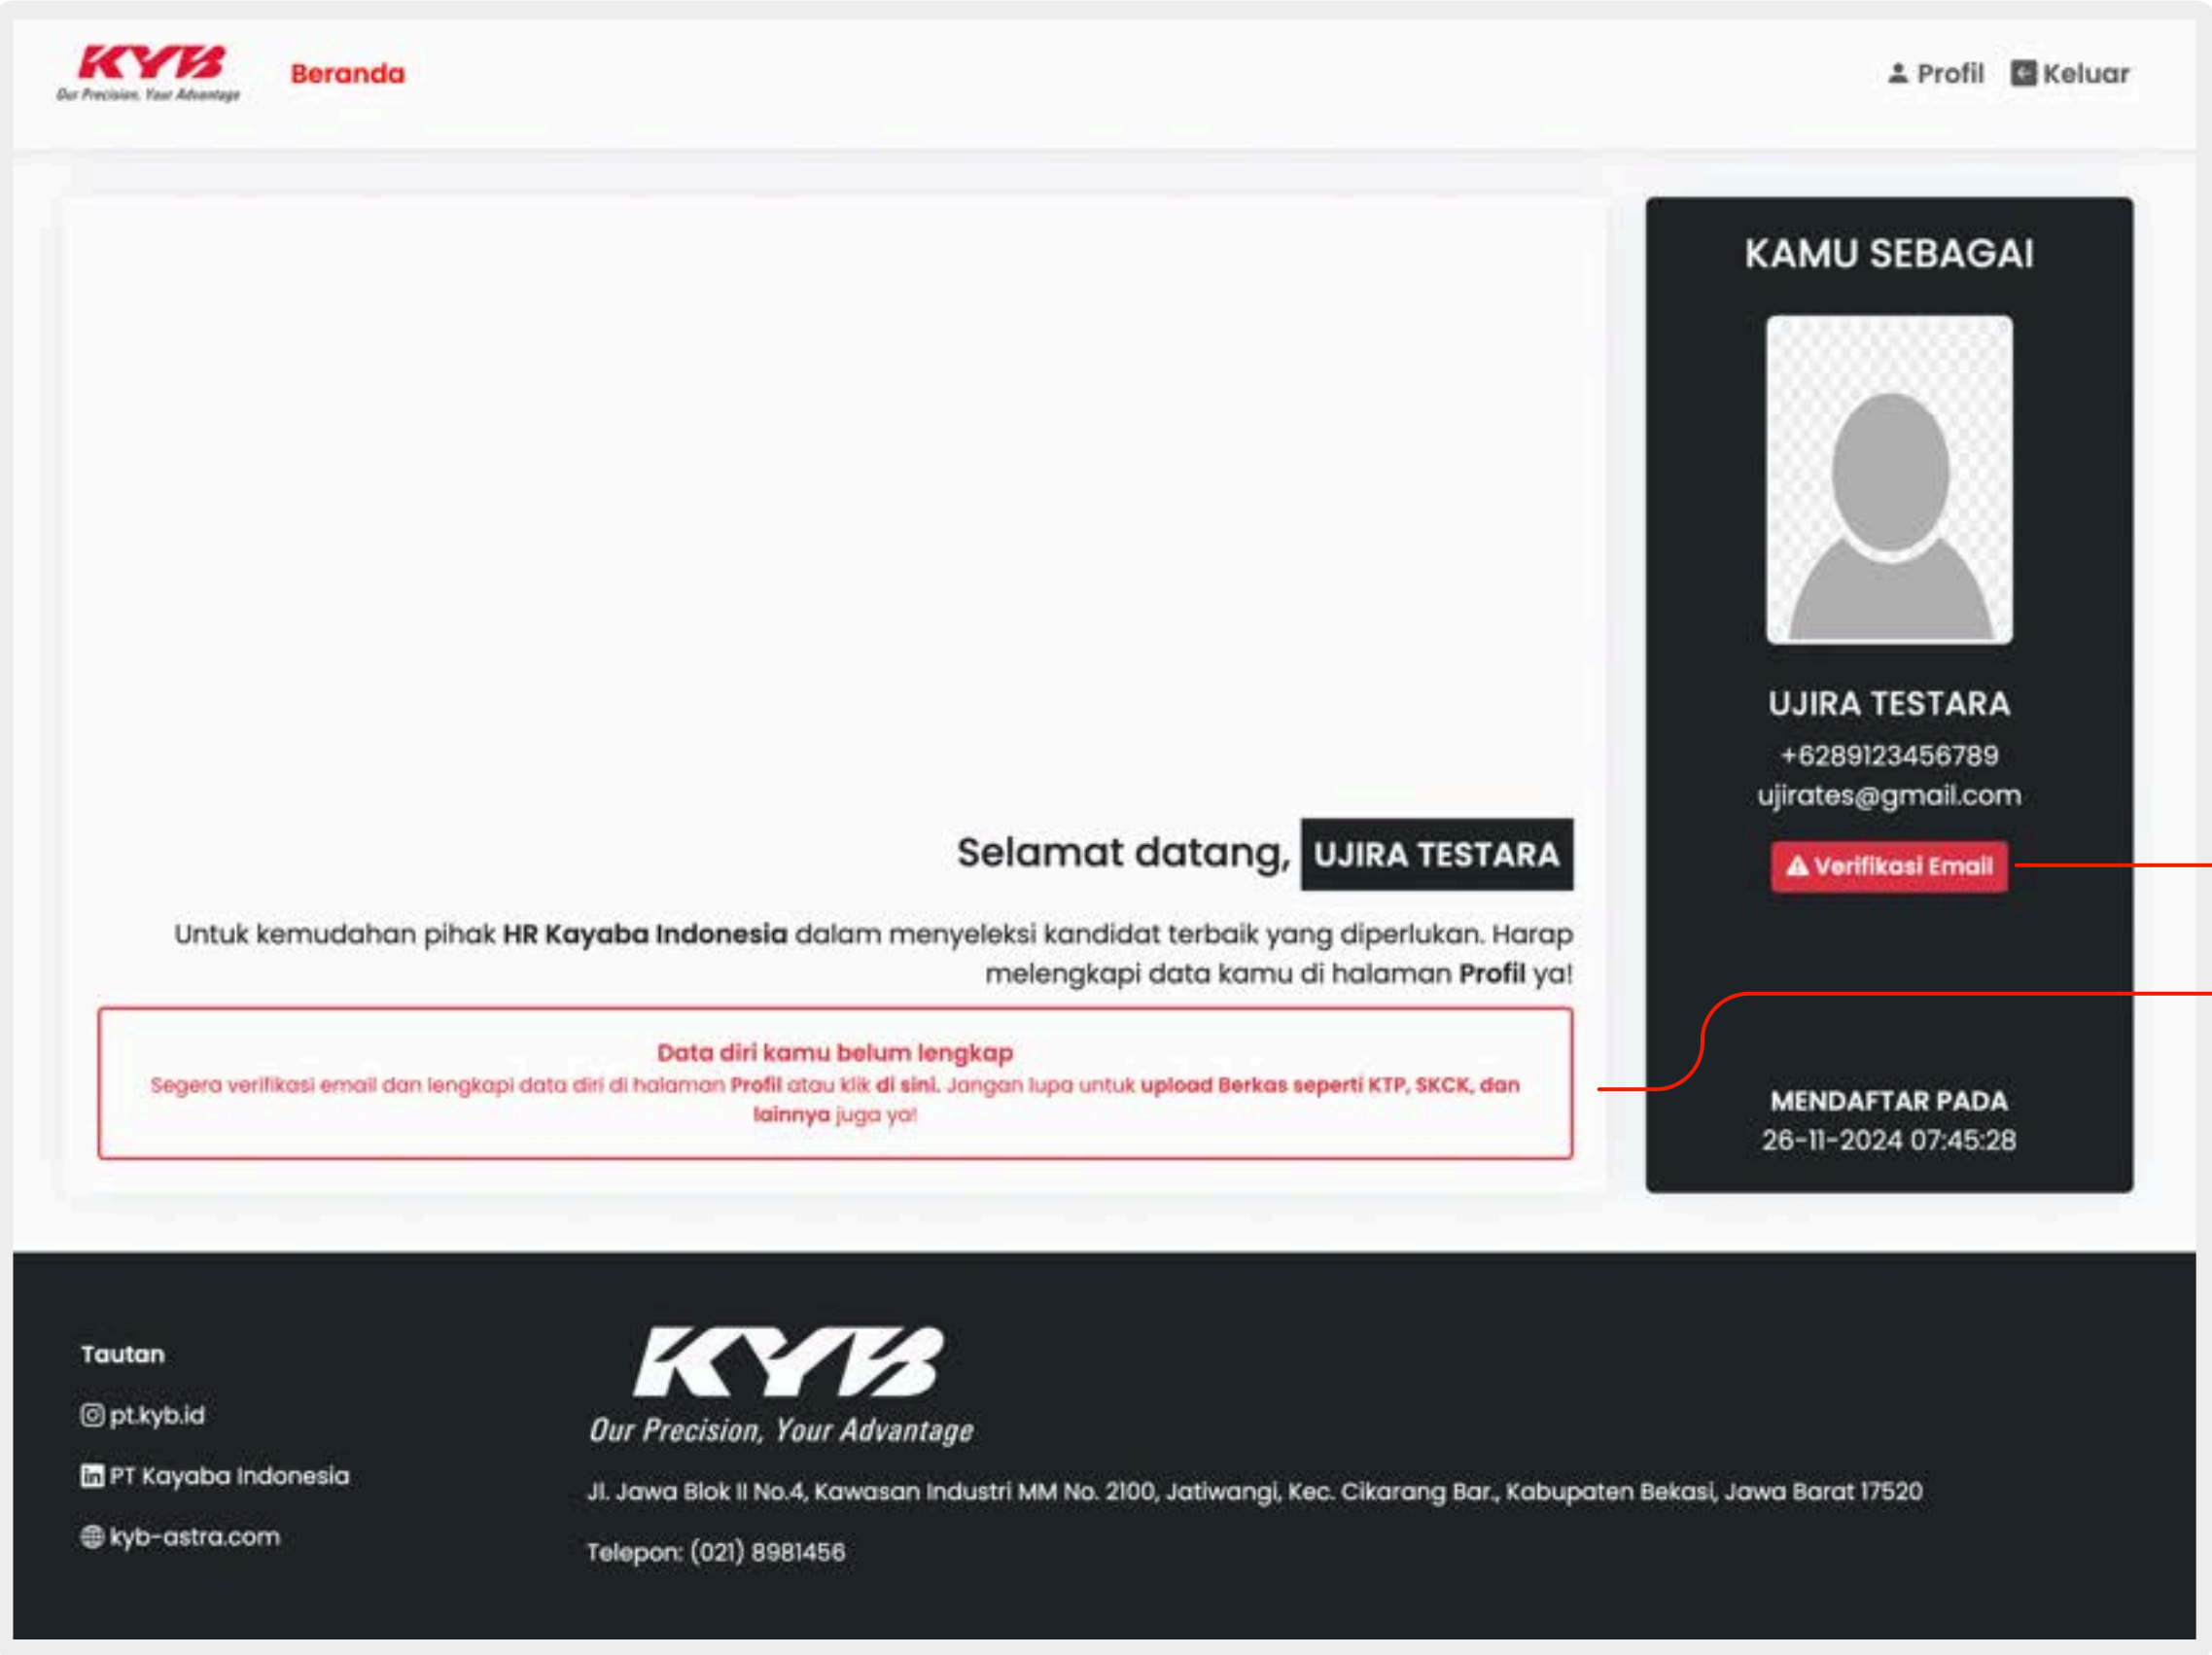 KYB
Our Precision, Your Advantage
Beranda
Profil
Keluar
Selamat datang, UJIRA TESTARA
Untuk kemudahan pihak HR Kayaba Indonesia dalam menyeleksi kandidat terbaik yang diperlukan. Harap
melengkapi data kamu di halaman Profil ya!
Data diri kamu belum lengkap
Segera verifikasi email dan lengkapi data diri di halaman Profil atau klik di sini. Jangan lupa untuk upload Berkas seperti KTP, SKCK, dan
lainnya juga ya!
KAMU SEBAGAI
UJIRA TESTARA
+6289123456789
ujirates@gmail.com
Verifikasi Email
MENDAFTAR PADA
26-11-2024 07:45:28
Tautan
pt.kyb.id
PT Kayaba Indonesia
kyb-astra.com
KYB
Our Precision, Your Advantage
Jl. Jawa Blok II No.4, Kawasan Industri MM No. 2100, Jatiwangi, Kec. Cikarang Bar., Kabupaten Bekasi, Jawa Barat 17520
Telepon: (021) 8981456